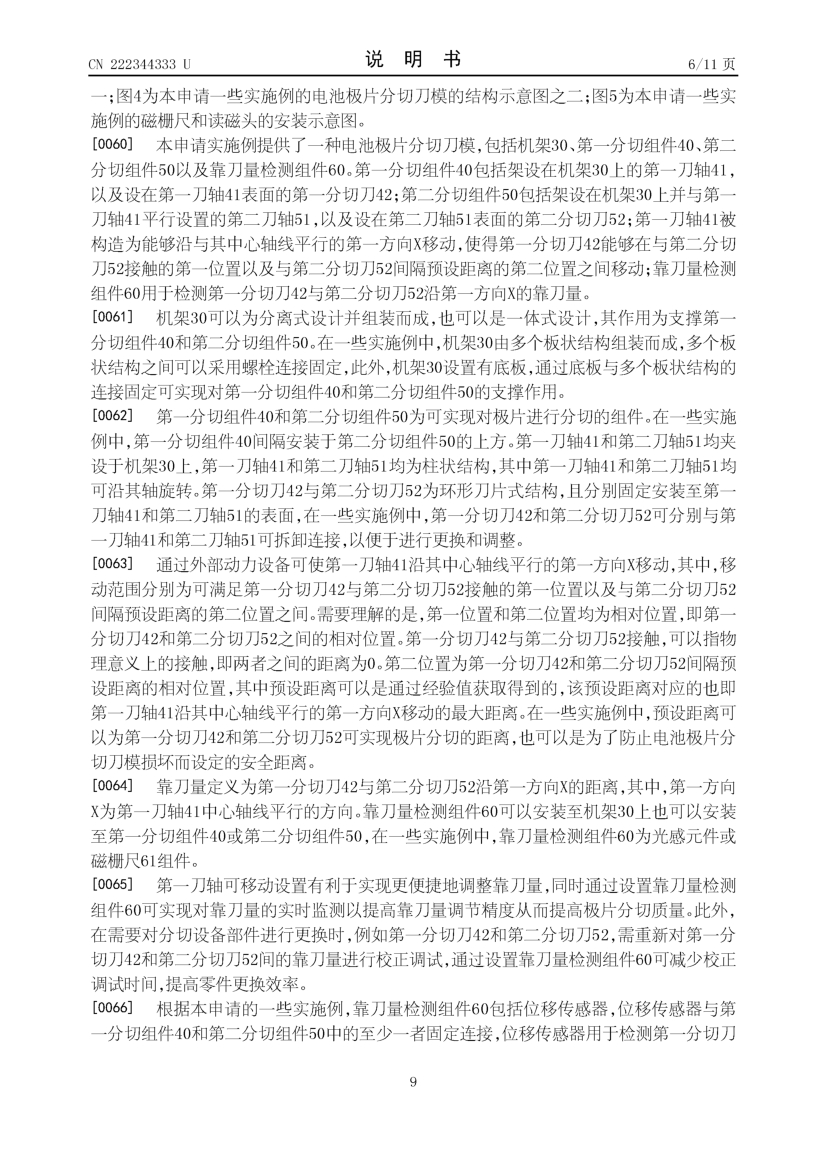 CN 222344333 U
说 明 书
6/11 页
一;图4为本申请一些实施例的电池极片分切刀模的结构示意图之二;图5为本申请一些实
施例的磁栅尺和读磁头的安装示意图。
[0060] 本申请实施例提供了一种电池极片分切刀模,包括机架30、第一分切组件40、第二
分切组件50以及靠刀量检测组件60。第一分切组件40包括架设在机架30上的第一刀轴41,
以及设在第一刀轴41表面的第一分切刀42;第二分切组件50包括架设在机架30上并与第一
刀轴41平行设置的第二刀轴51,以及设在第二刀轴51表面的第二分切刀52;第一刀轴41被
构造为能够沿与其中心轴线平行的第一方向X移动,使得第一分切刀42能够在与第二分切
刀52接触的第一位置以及与第二分切刀52间隔预设距离的第二位置之间移动;靠刀量检测
组件60用于检测第一分切刀42与第二分切刀52沿第一方向X的靠刀量。
[0061] 机架30可以为分离式设计并组装而成,也可以是一体式设计,其作用为支撑第一
分切组件40和第二分切组件50。在一些实施例中,机架30由多个板状结构组装而成,多个板
状结构之间可以采用螺栓连接固定,此外,机架30设置有底板,通过底板与多个板状结构的
连接固定可实现对第一分切组件40和第二分切组件50的支撑作用。
[0062] 第一分切组件40和第二分切组件50为可实现对极片进行分切的组件。在一些实施
例中,第一分切组件40间隔安装于第二分切组件50的上方。第一刀轴41和第二刀轴51均夹
设于机架30上,第一刀轴41和第二刀轴51均为柱状结构,其中第一刀轴41和第二刀轴51均
可沿其轴旋转。第一分切刀42与第二分切刀52为环形刀片式结构,且分别固定安装至第一
刀轴41和第二刀轴51的表面,在一些实施例中,第一分切刀42和第二分切刀52可分别与第
一刀轴41和第二刀轴51可拆卸连接,以便于进行更换和调整。
[0063] 通过外部动力设备可使第一刀轴41沿其中心轴线平行的第一方向X移动,其中,移
动范围分别为可满足第一分切刀42与第二分切刀52接触的第一位置以及与第二分切刀52
间隔预设距离的第二位置之间。需要理解的是,第一位置和第二位置均为相对位置,即第一
分切刀42和第二分切刀52之间的相对位置。第一分切刀42与第二分切刀52接触,可以指物
理意义上的接触,即两者之间的距离为0。第二位置为第一分切刀42和第二分切刀52间隔预
设距离的相对位置,其中预设距离可以是通过经验值获取得到的,该预设距离对应的也即
第一刀轴41沿其中心轴线平行的第一方向X移动的最大距离。在一些实施例中,预设距离可
以为第一分切刀42和第二分切刀52可实现极片分切的距离,也可以是为了防止电池极片分
切刀模损坏而设定的安全距离。
[0064] 靠刀量定义为第一分切刀42与第二分切刀52沿第一方向X的距离,其中,第一方向
X为第一刀轴41中心轴线平行的方向。靠刀量检测组件60可以安装至机架30上也可以安装
至第一分切组件40或第二分切组件50,在一些实施例中,靠刀量检测组件60为光感元件或
磁栅尺61组件。
[0065] 第一刀轴可移动设置有利于实现更便捷地调整靠刀量,同时通过设置靠刀量检测
组件60可实现对靠刀量的实时监测以提高靠刀量调节精度从而提高极片分切质量。此外,
在需要对分切设备部件进行更换时,例如第一分切刀42和第二分切刀52,需重新对第一分
切刀42和第二分切刀52间的靠刀量进行校正调试,通过设置靠刀量检测组件60可减少校正
调试时间,提高零件更换效率。
[0066] 根据本申请的一些实施例,靠刀量检测组件60包括位移传感器,位移传感器与第
一分切组件40和第二分切组件50中的至少一者固定连接,位移传感器用于检测第一分切刀
9